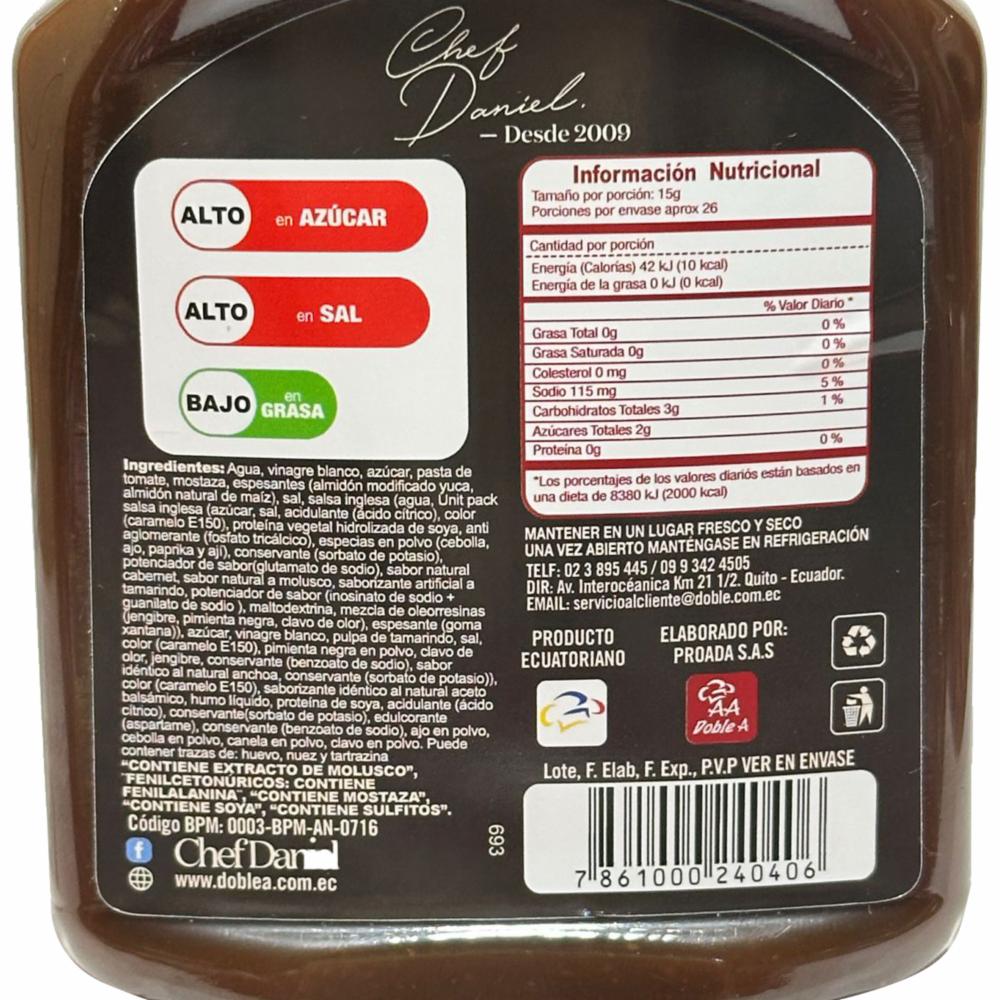 Chef
Daniel.
– Desde 2009
ALTO en AZÚCAR
ALTO en SAL
BAJO en GRASA
Ingredientes: Agua, vinagre blanco, azúcar, pasta de
tomate, mostaza, espesantes (almidón modificado yuca,
almidón natural de maíz), sal, salsa inglesa (agua, Unit pack
salsa inglesa (azúcar, sal, acidulante (ácido cítrico), color
(caramelo E150), proteína vegetal hidrolizada de soya, anti
aglomerante (fosfato tricálcico), especias en polvo (cebolla,
ajo, paprika y ají), conservante (sorbato de potasio),
potenciador de sabor(glutamato de sodio), sabor natural
cabernet, sabor natural a molusco, saborizante artificial a
tamarindo, potenciador de sabor (inosinato de sodio +
guanilato de sodio ), maltodextrina, mezcla de oleorresinas
(jengibre, pimienta negra, clavo de olor), espesante (goma
xantana)), azúcar, vinagre blanco, pulpa de tamarindo, sal,
color (caramelo E150), pimienta negra en polvo, clavo de
olor, jengibre, conservante (benzoato de sodio), sabor
idéntico al natural anchoa, conservante (sorbato de potasio)),
color (caramelo E150), saborizante idéntico al natural aceto
balsámico, humo líquido, proteína de soya, acidulante (ácido
cítrico), conservante(sorbato de potasio), edulcorante
(aspartame), conservante (benzoato de sodio), ajo en polvo,
cebolla en polvo, canela en polvo, clavo en polvo. Puede
contener trazas de: huevo, nuez y tartrazina
“CONTIENE EXTRACTO DE MOLUSCO”,
“FENILCETONÚRICOS: CONTIENE
FENILALANINA”, “CONTIENE MOSTAZA”,
“CONTIENE SOYA”, “CONTIENE SULFITOS”.
Código BPM: 0003-BPM-AN-0716
www.doblea.com.ec
693
Información Nutricional
Tamaño por porción: 15g
Porciones por envase aprox 26
Cantidad por porción
Energía (Calorías) 42 kJ (10 kcal)
Energía de la grasa 0 kJ (0 kcal)
% Valor Diario *
Grasa Total 0g 0 %
Grasa Saturada 0g 0 %
Colesterol 0 mg 0 %
Sodio 115 mg 5 %
Carbohidratos Totales 3g 1 %
Azúcares Totales 2g
Proteína 0g 0 %
*Los porcentajes de los valores diariós están basados en
una dieta de 8380 kJ (2000 kcal)
MANTENER EN UN LUGAR FRESCO Y SECO
UNA VEZ ABIERTO MANTÉNGASE EN REFRIGERACIÓN
TELF: 02 3 895 445 / 09 9 342 4505
DIR: Av. Interocéanica Km 21 1/2. Quito - Ecuador.
EMAIL: servicioalcliente@doble.com.ec
PRODUCTO
ECUATORIANO
ELABORADO POR:
PROADA S.A.S
AA
Doble A
Lote, F. Elab, F. Exp., P.V.P VER EN ENVASE
7 861000 240406